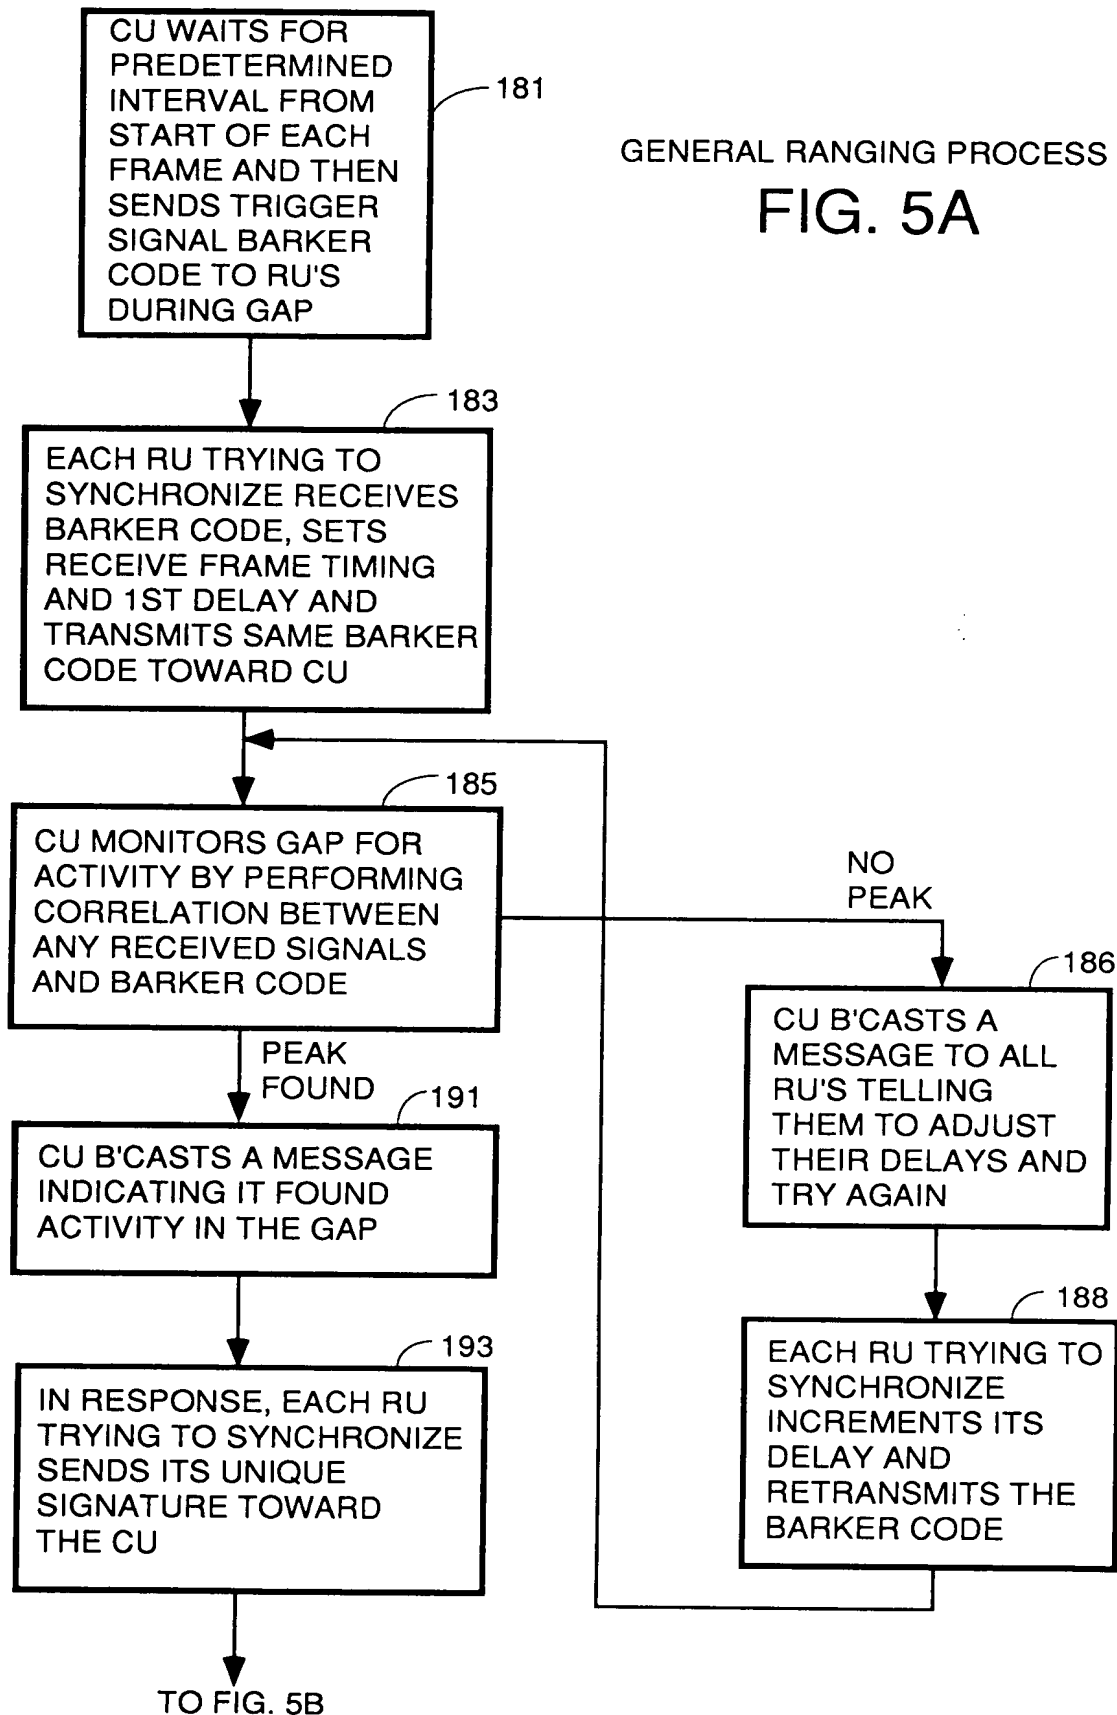 CU WAITS FOR
PREDETERMINED
INTERVAL FROM
START OF EACH
FRAME AND THEN
SENDS TRIGGER
SIGNAL BARKER
CODE TO RU'S
DURING GAP
181
GENERAL RANGING PROCESS
FIG. 5A
183
EACH RU TRYING TO
SYNCHRONIZE RECEIVES
BARKER CODE, SETS
RECEIVE FRAME TIMING
AND 1ST DELAY AND
TRANSMITS SAME BARKER
CODE TOWARD CU
185
CU MONITORS GAP FOR
ACTIVITY BY PERFORMING
CORRELATION BETWEEN
ANY RECEIVED SIGNALS
AND BARKER CODE
NO
PEAK
186
CU B'CASTS A
MESSAGE TO ALL
RU'S TELLING
THEM TO ADJUST
THEIR DELAYS AND
TRY AGAIN
PEAK
FOUND
191
CU B'CASTS A MESSAGE
INDICATING IT FOUND
ACTIVITY IN THE GAP
188
EACH RU TRYING TO
SYNCHRONIZE
INCREMENTS ITS
DELAY AND
RETRANSMITS THE
BARKER CODE
193
IN RESPONSE, EACH RU
TRYING TO SYNCHRONIZE
SENDS ITS UNIQUE
SIGNATURE TOWARD
THE CU
TO FIG. 5B